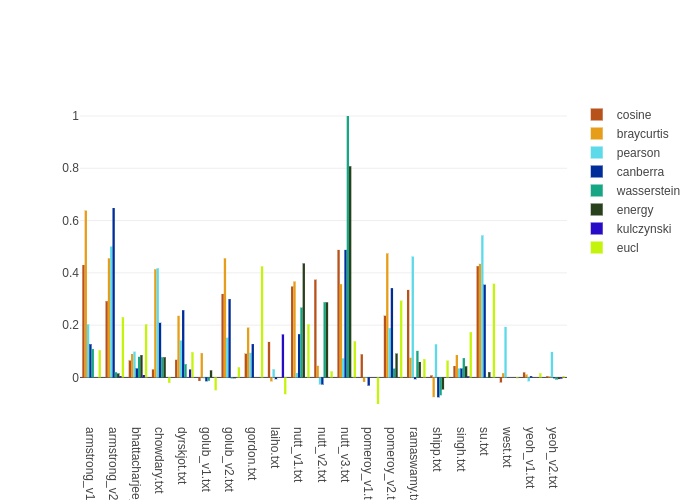 1
0.8
0.6
0.4
0.2
0
cosine
braycurtis
pearson
canberra
wasserstein
energy
kulczynski
eucl
armstrong_v1
armstrong_v2
bhattacharjee
chowdary.txt
dyrskjot.txt
golub_v1.txt
golub_v2.txt
gordon.txt
laiho.txt
nutt_v1.txt
nutt_v2.txt
nutt_v3.txt
pomeroy_v1.t
pomeroy_v2.t
ramaswamy.t
shipp.txt
singh.txt
su.txt
west.txt
yeoh_v1.txt
yeoh_v2.txt